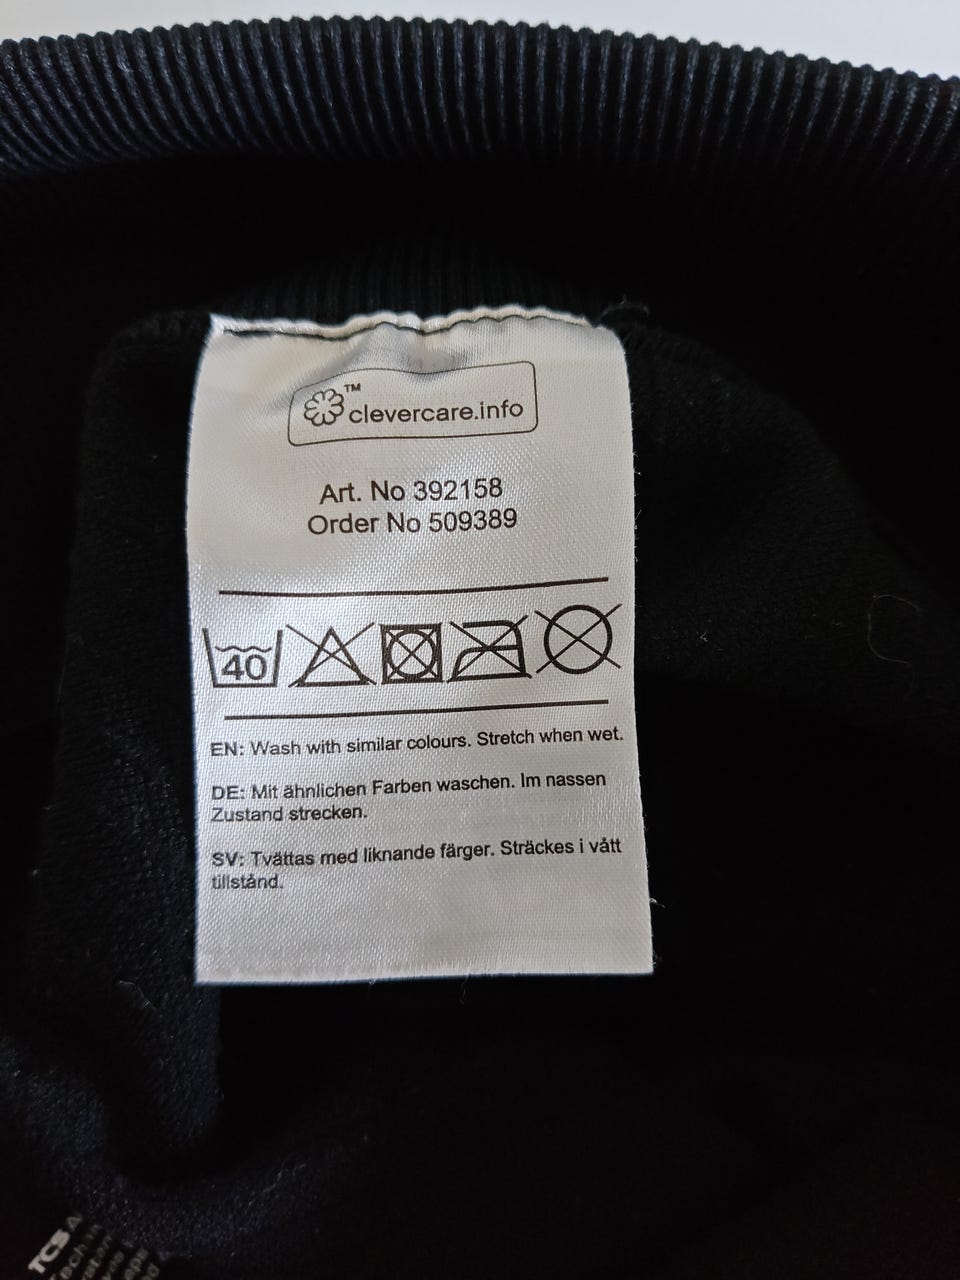 TM
clevercare.info
Art. No 392158
Order No 509389
40
EN: Wash with similar colours. Stretch when wet.
DE: Mit ähnlichen Farben waschen. Im nassen
Zustand strecken.
SV: Tvättas med liknande färger. Sträckes i vått
tillstånd.
TCS